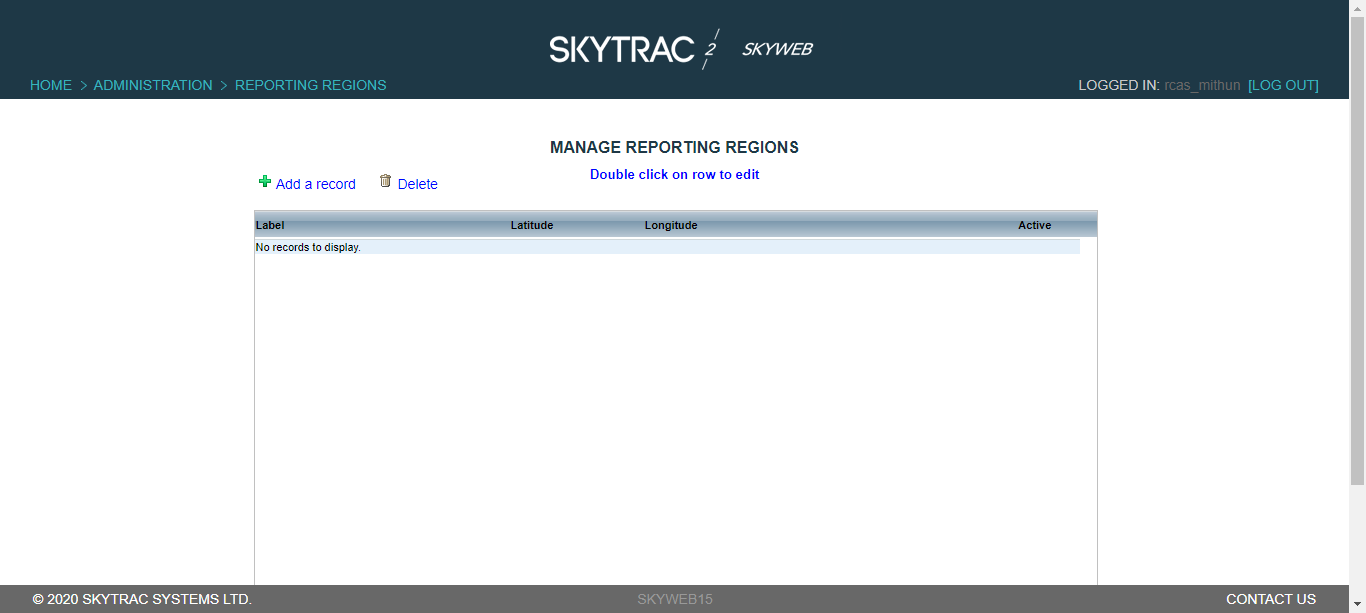 SKYTRAC 2 SKYWEB
HOME > ADMINISTRATION > REPORTING REGIONS LOGGED IN: rcas_mithun [LOG OUT]
MANAGE REPORTING REGIONS
Double click on row to edit
Add a record Delete
Label Latitude Longitude Active
No records to display.
© 2020 SKYTRAC SYSTEMS LTD. SKYWEB15 CONTACT US